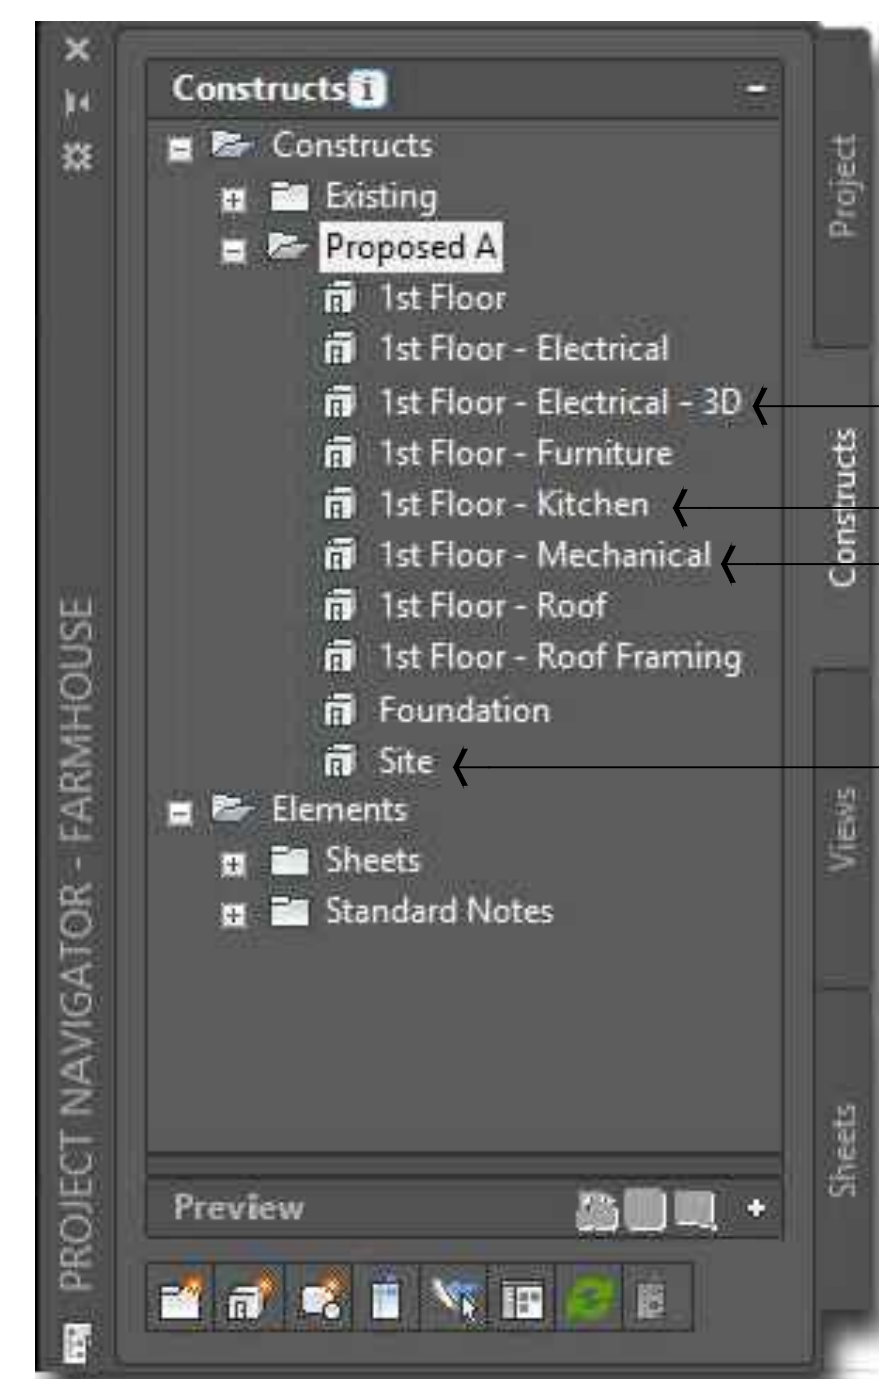 Constructs
Constructs
Existing
Proposed A
1st Floor
1st Floor - Electrical
1st Floor - Electrical - 3D
1st Floor - Furniture
1st Floor - Kitchen
1st Floor - Mechanical
1st Floor - Roof
1st Floor - Roof Framing
Foundation
Site
Elements
Sheets
Standard Notes
Preview
PROJECT NAVIGATOR - FARMHOUSE
Project
Constructs
Views
Sheets